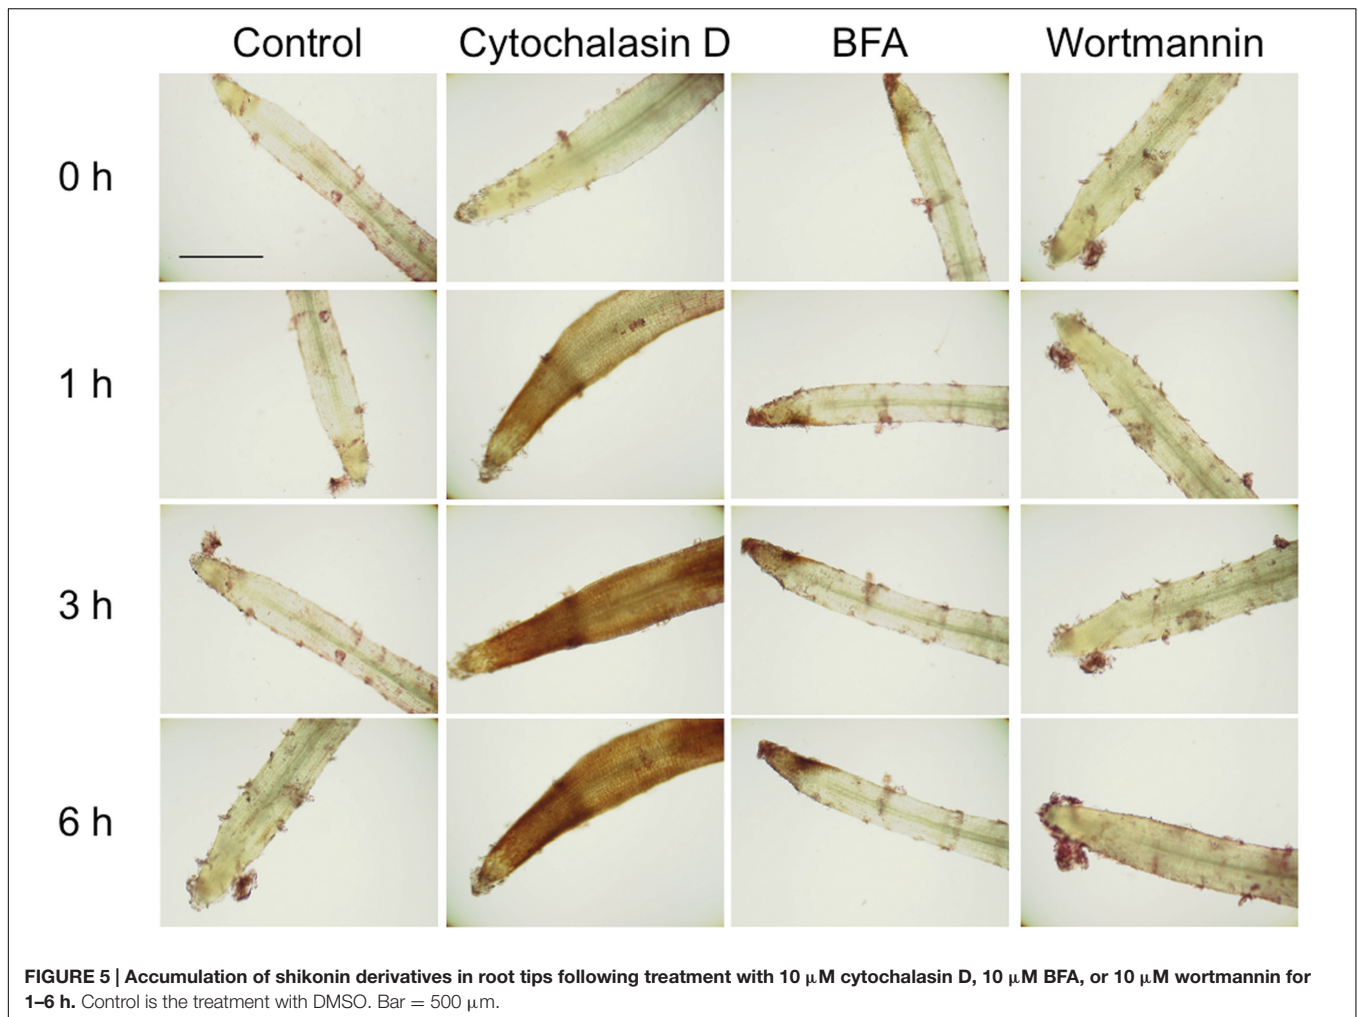 Control Cytochalasin D BFA Wortmannin
0 h
1 h
3 h
6 h
FIGURE 5 | Accumulation of shikonin derivatives in root tips following treatment with 10 μM cytochalasin D, 10 μM BFA, or 10 μM wortmannin for
1–6 h. Control is the treatment with DMSO. Bar = 500 μm.